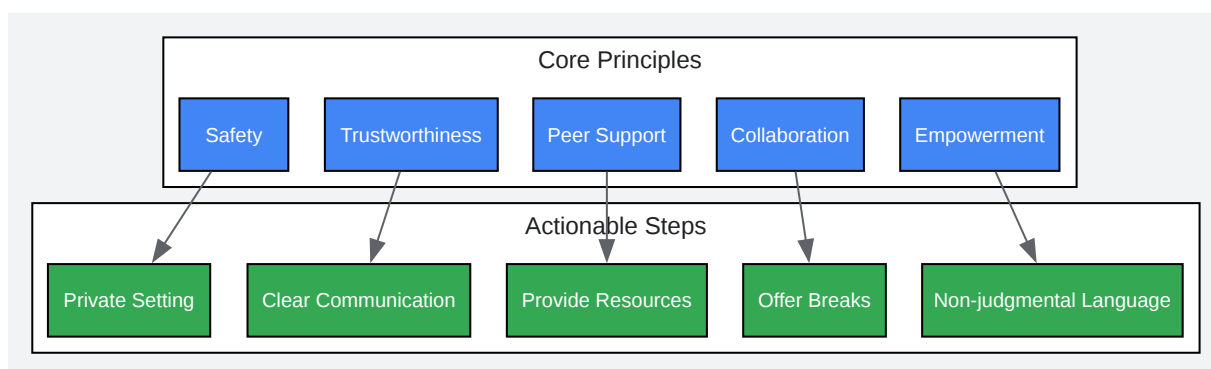 Core Principles
Safety
Trustworthiness
Peer Support
Collaboration
Empowerment
Actionable Steps
Private Setting
Clear Communication
Provide Resources
Offer Breaks
Non-judgmental Language